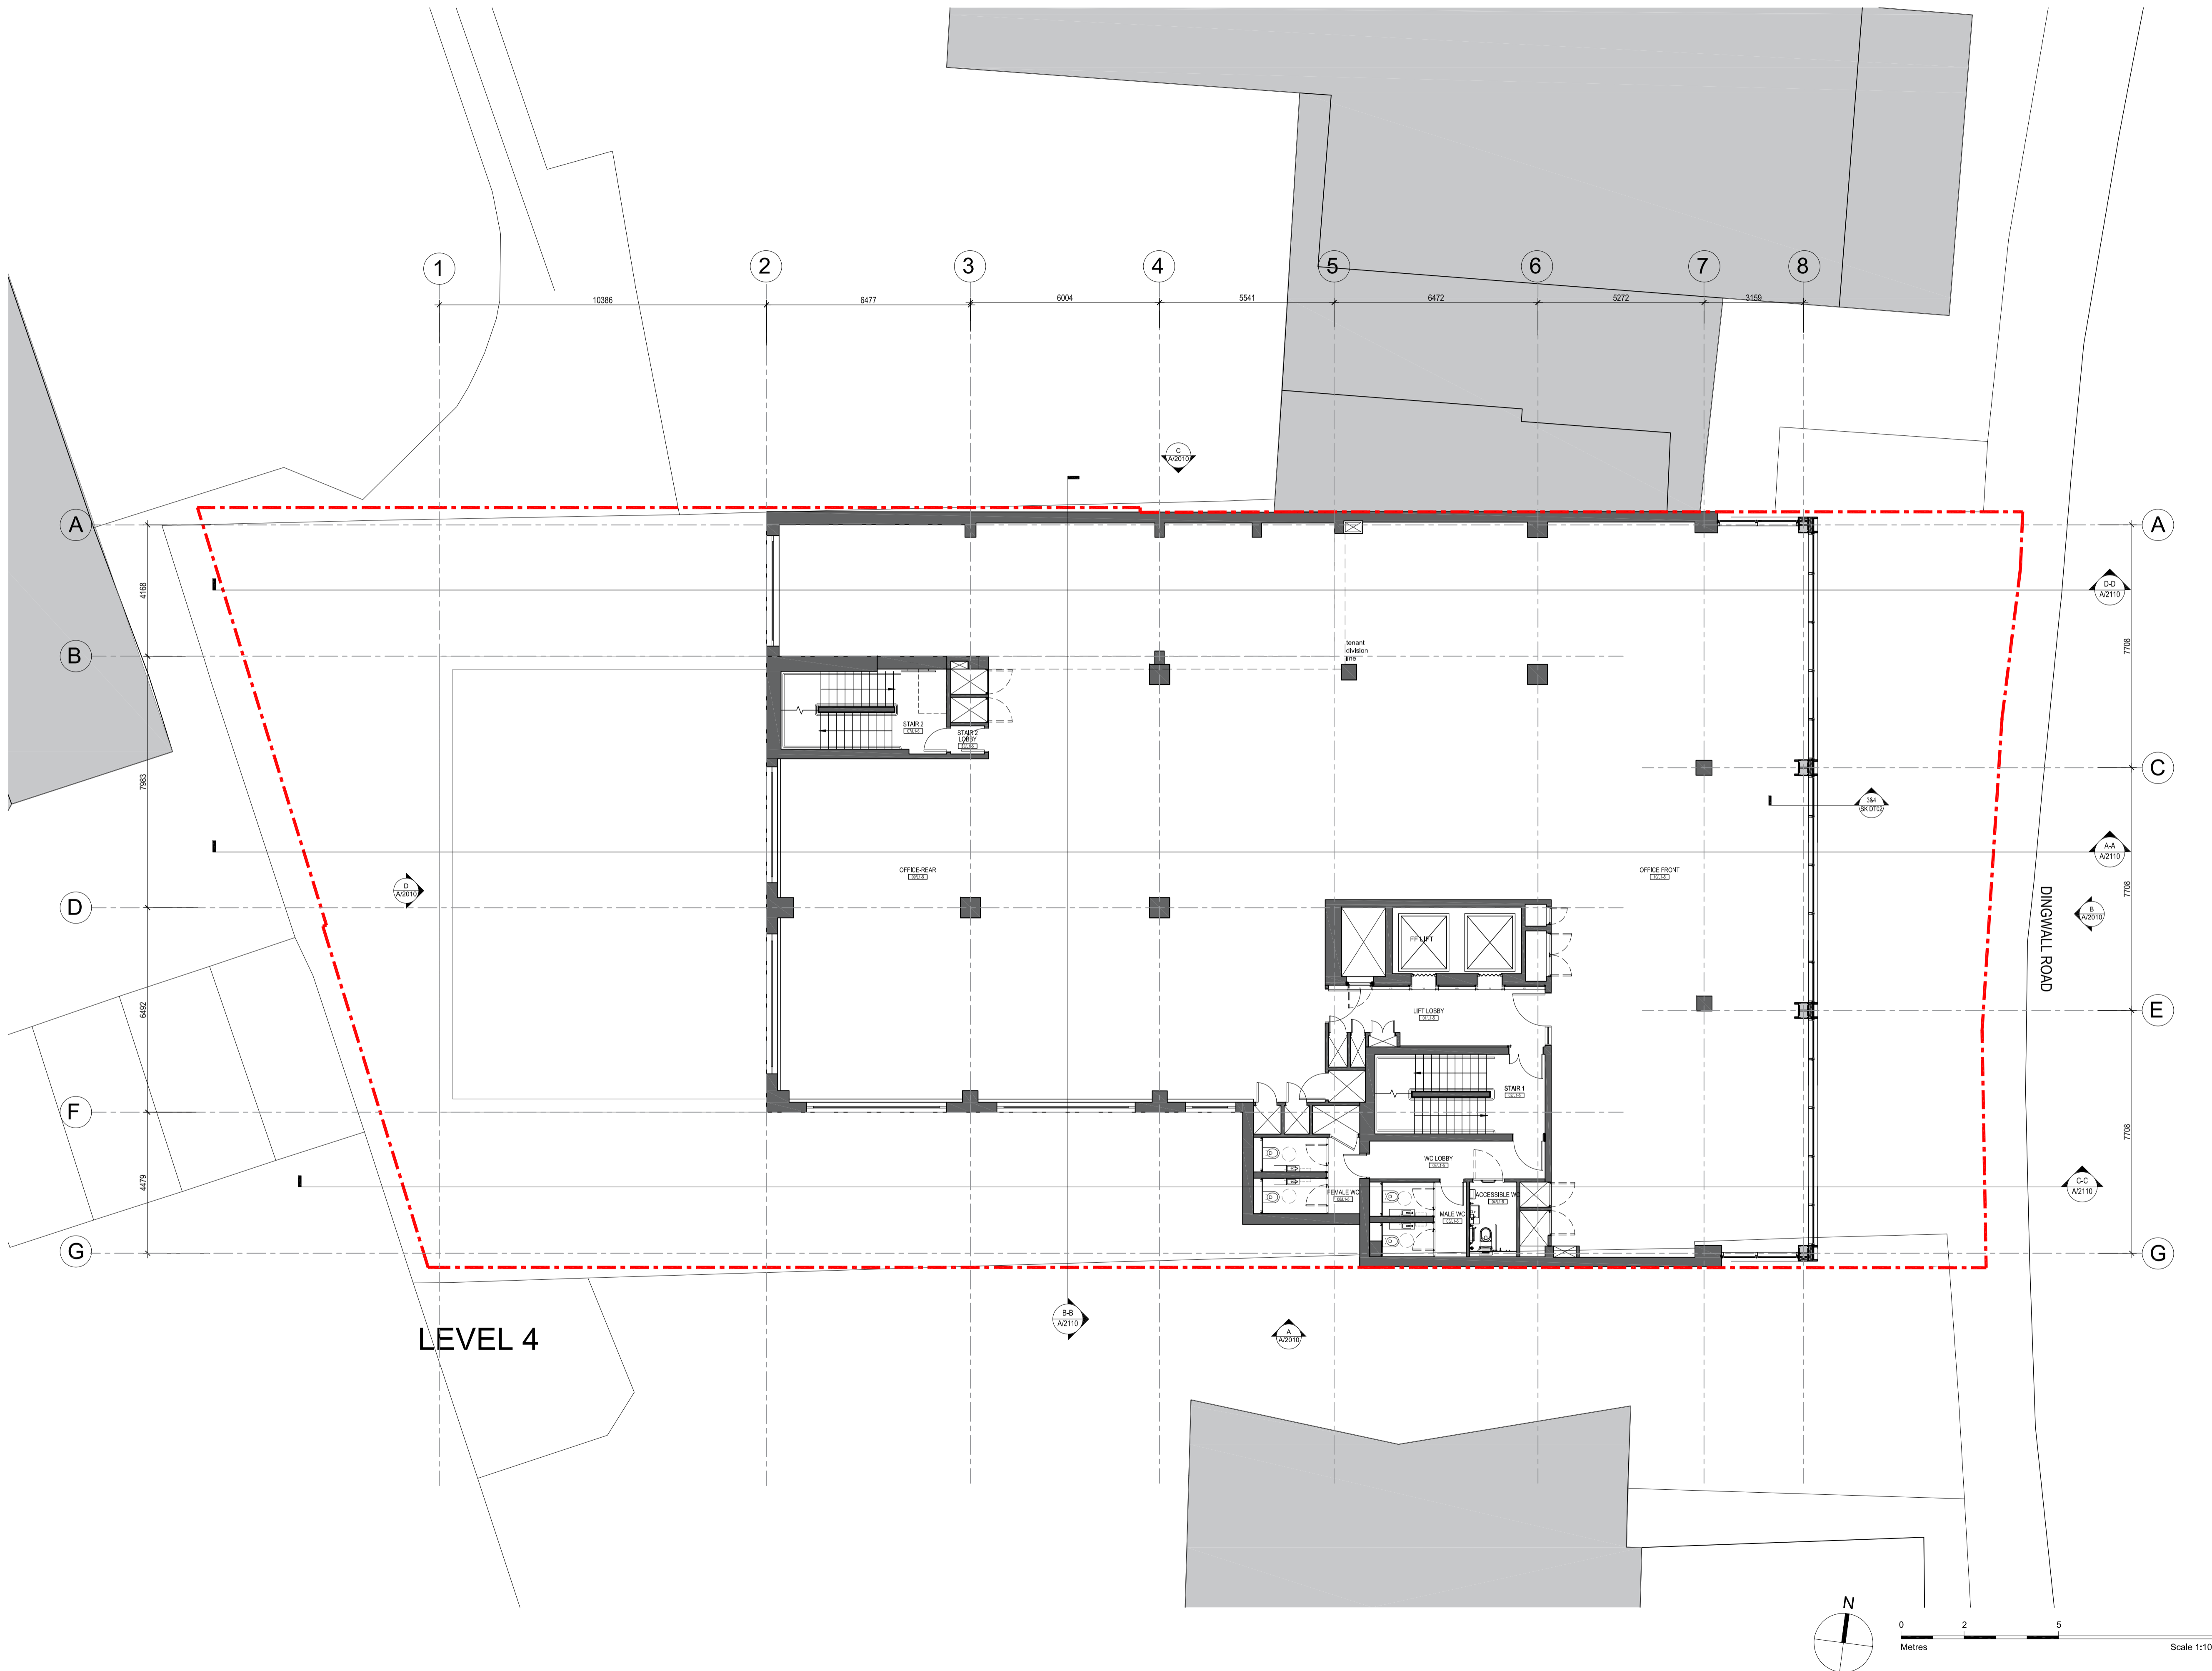 1
2
3
4
5
6
7
8
10386
6477
6004
5541
6472
5272
3159
C
A/2010
A
A
4168
D-D
A/2110
B
tenant
division
line
7708
STAIR 2
STAIR 2
LOBBY
C
7983
3&4
SK DT02
A-A
A/2110
OFFICE-REAR
OFFICE FRONT
D
A/2010
7708
D
B
A/2010
DINGWALL ROAD
FF LIFT
6492
LIFT LOBBY
E
STAIR 1
F
7708
WC LOBBY
4479
FEMALE WC
ACCESSIBLE WC
MALE WC
C-C
A/2110
G
G
B-B
A/2110
A
A/2010
LEVEL 4
N
0 2 5
Metres
Scale 1:10